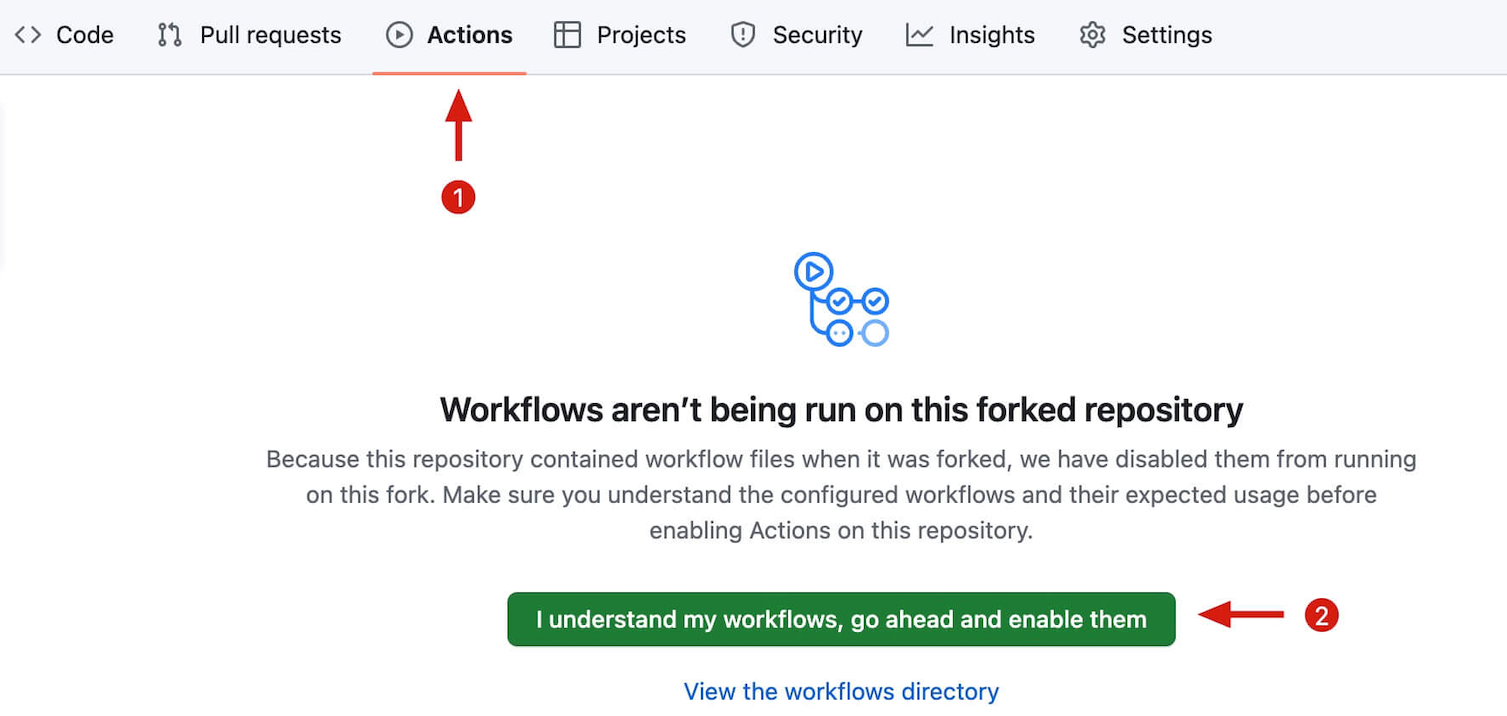 Code Pull requests Actions Projects Security Insights Settings
1
Workflows aren’t being run on this forked repository
Because this repository contained workflow files when it was forked, we have disabled them from running
on this fork. Make sure you understand the configured workflows and their expected usage before
enabling Actions on this repository.
I understand my workflows, go ahead and enable them
2
View the workflows directory